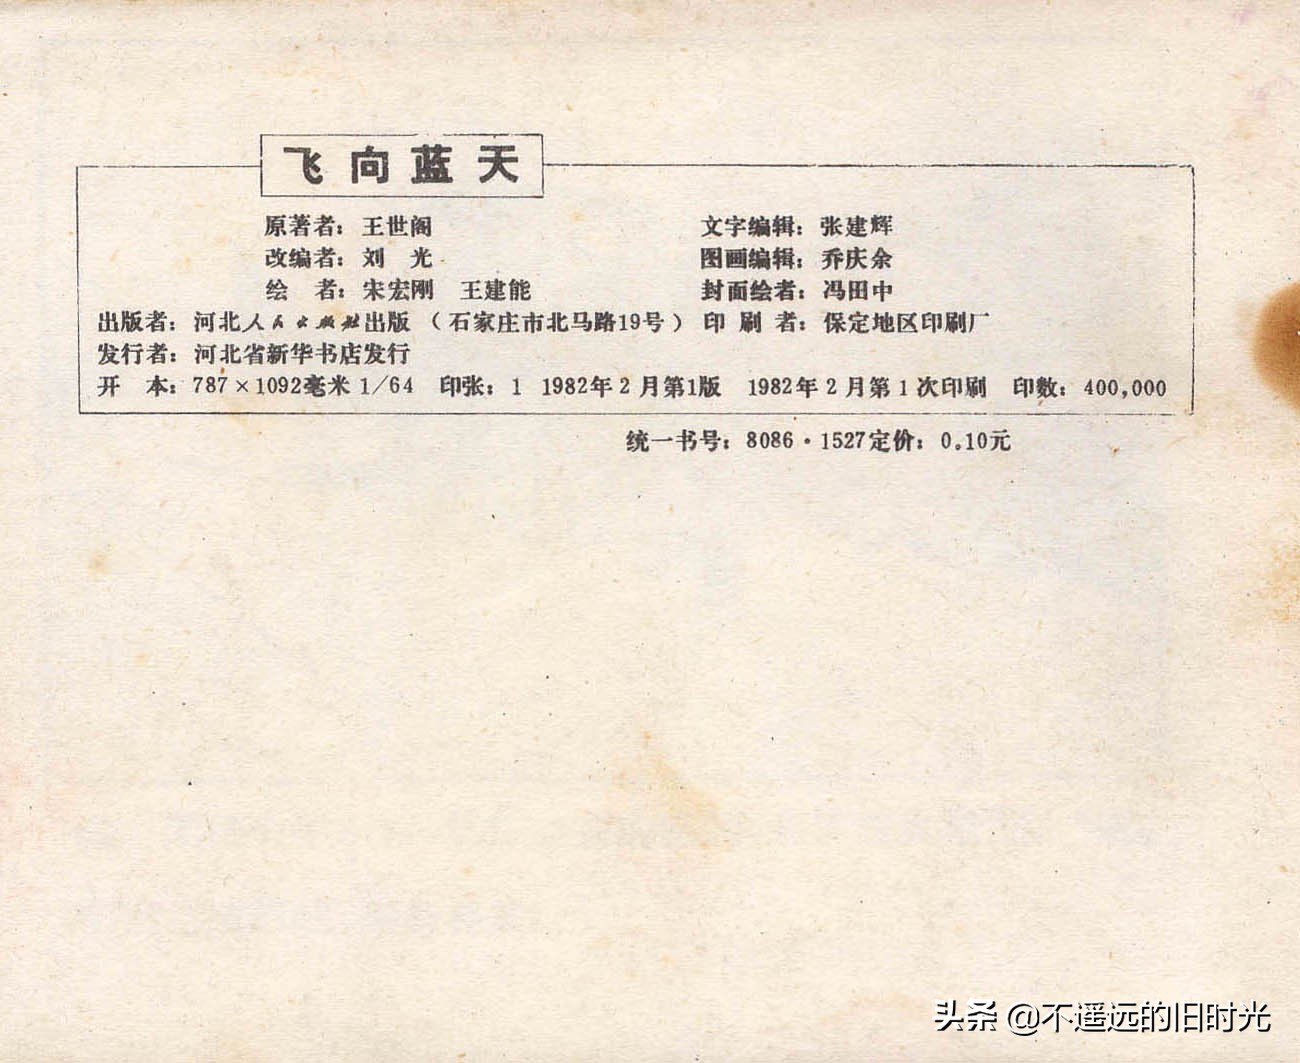 飞向蓝天
原著者：王世阁 文字编辑：张建辉
改编者：刘 光 图画编辑：乔庆余
绘 者：宋宏刚 王建能 封面绘者：冯田中
出版者：河北人民出版社出版（石家庄市北马路19号）印 刷 者：保定地区印刷厂
发行者：河北省新华书店发行
开 本：787×1092毫米 1/64 印张：1 1982年2月第1版 1982年2月第1次印刷 印数：400,000
统一书号：8086·1527定价：0.10元
头条 @不遥远的旧时光